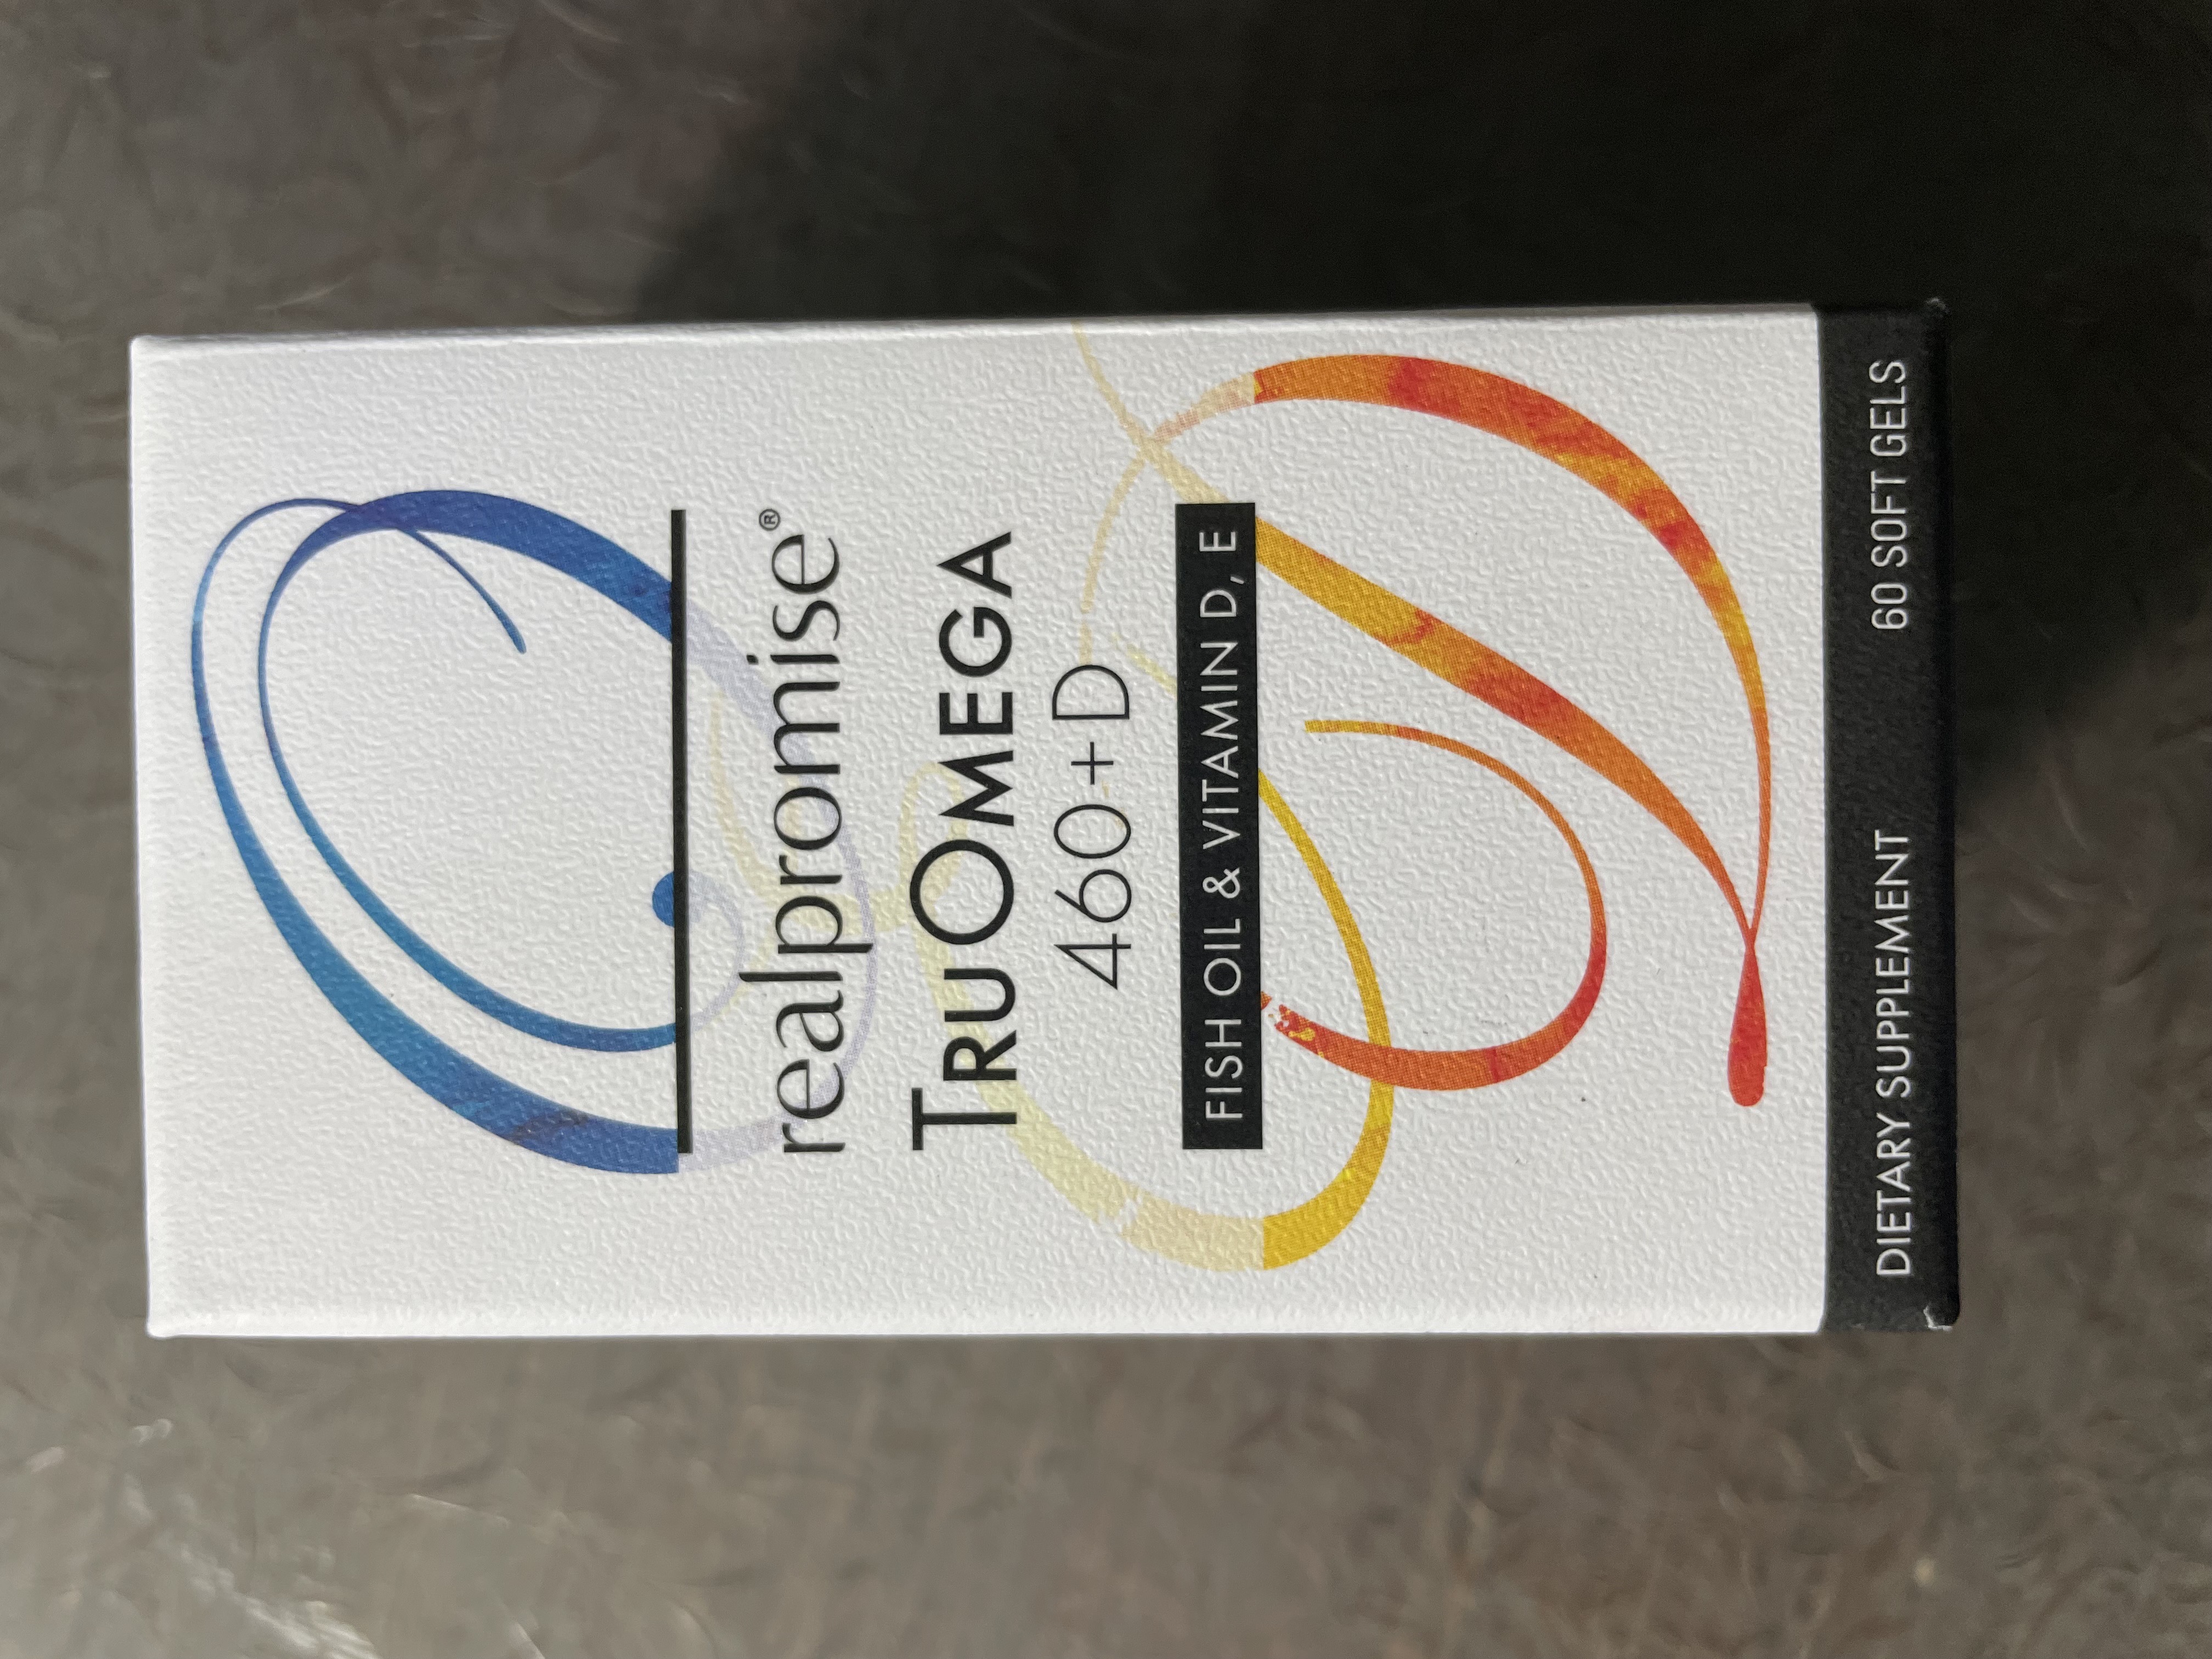 realpromise®
TRUOMEGA
460+D
FISH OIL & VITAMIN D, E
DIETARY SUPPLEMENT 60 SOFT GELS